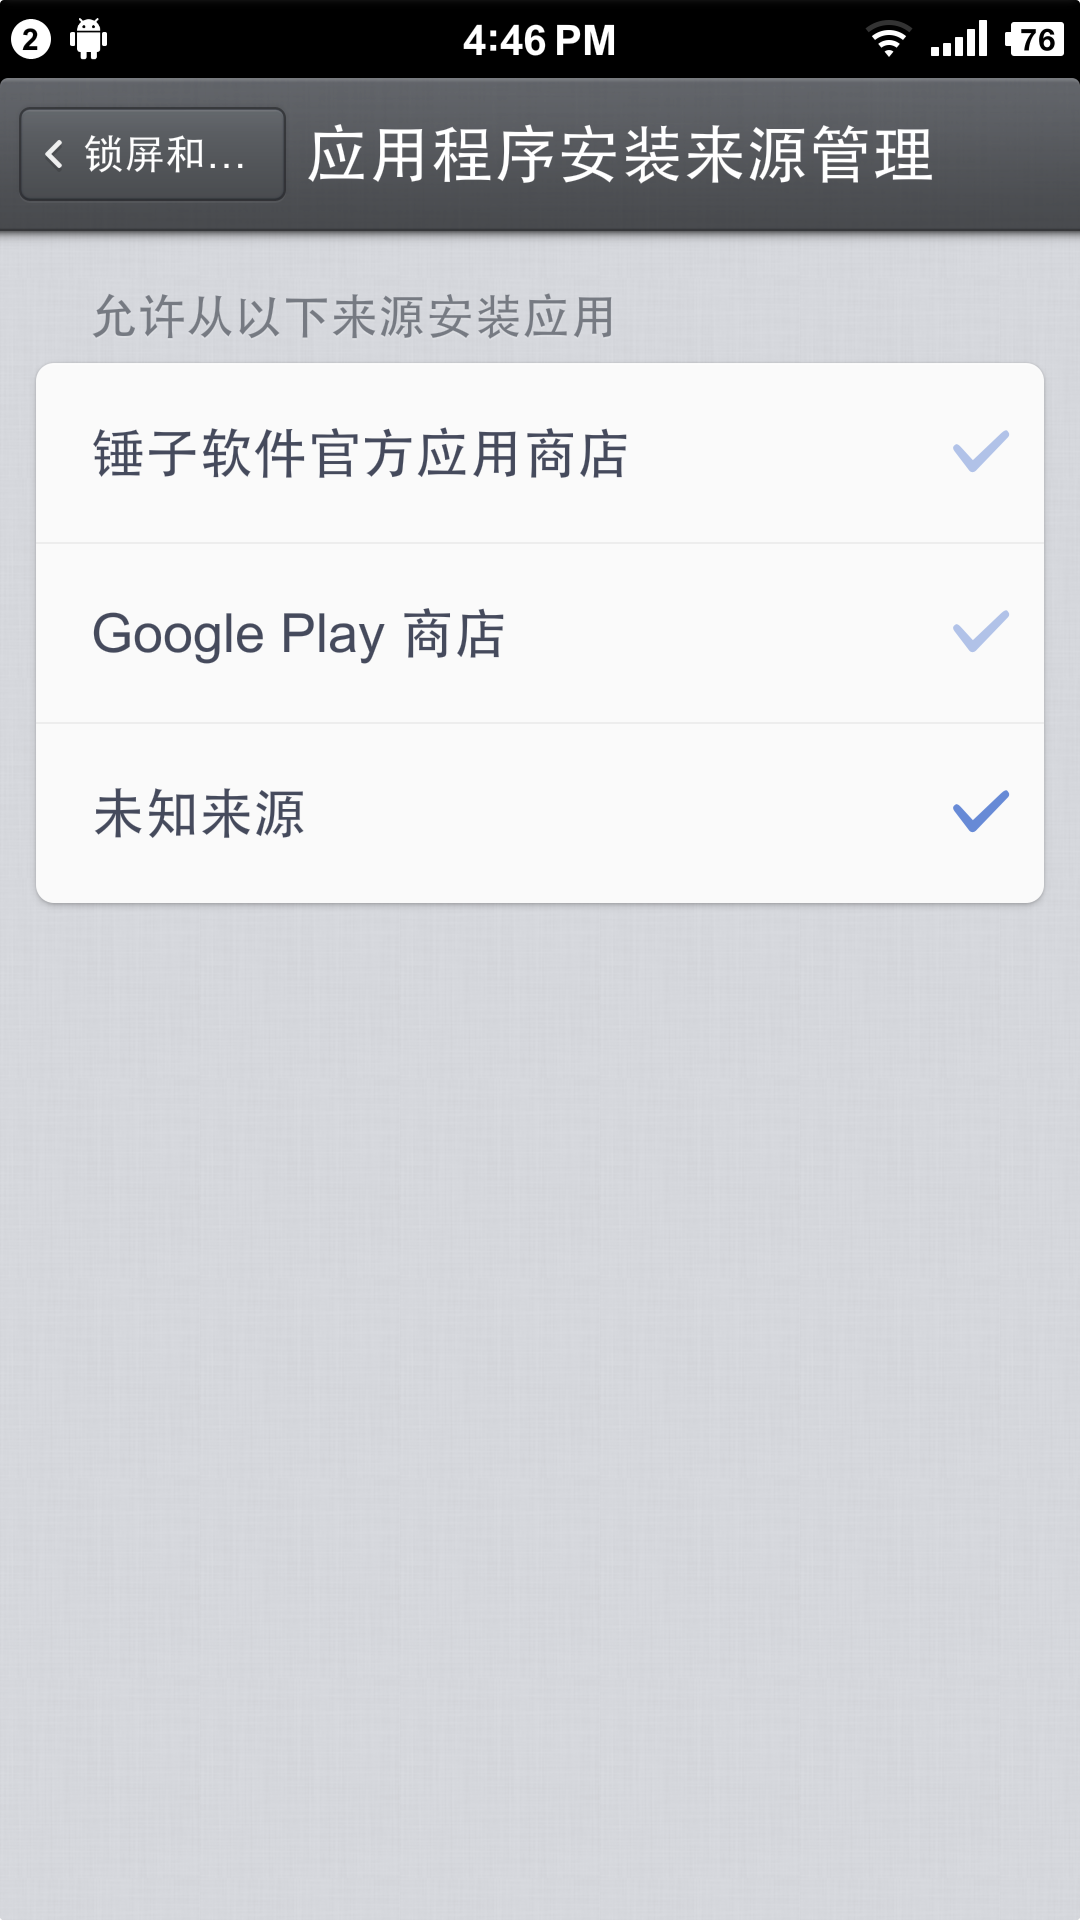 2
4:46 PM
76
锁屏和...
应用程序安装来源管理
允许从以下来源安装应用
锤子软件官方应用商店
Google Play 商店
未知来源